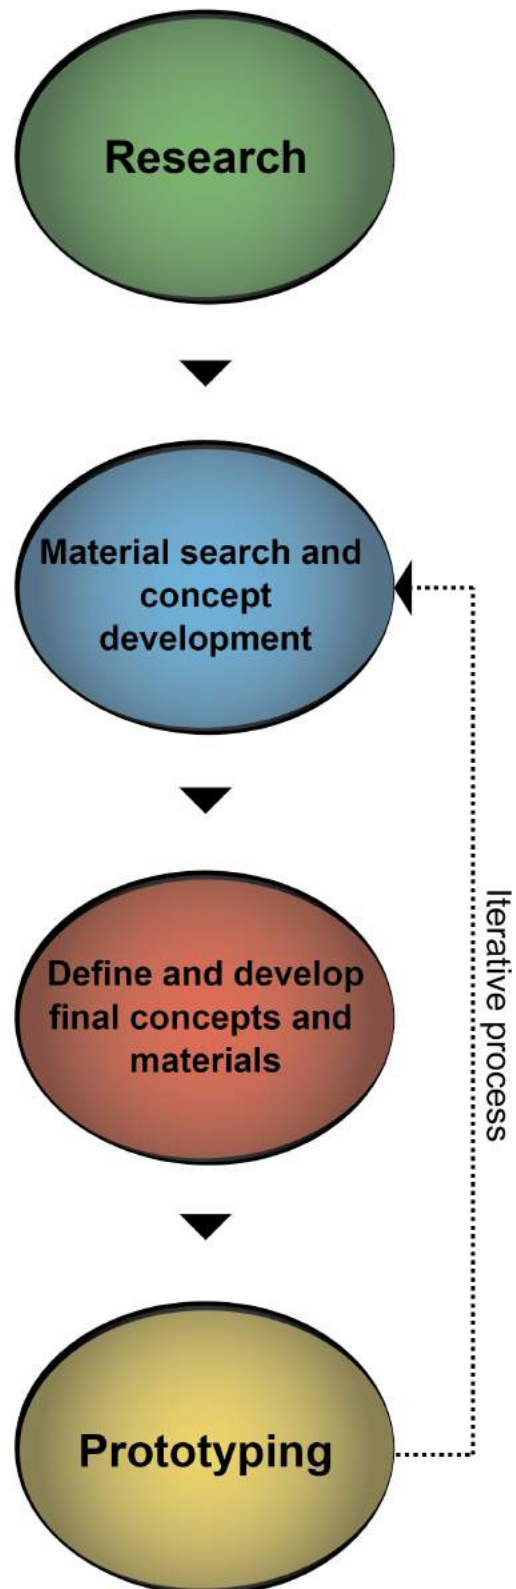 Research
Material search and
concept
development
Define and develop
final concepts and
materials
Iterative process
Prototyping